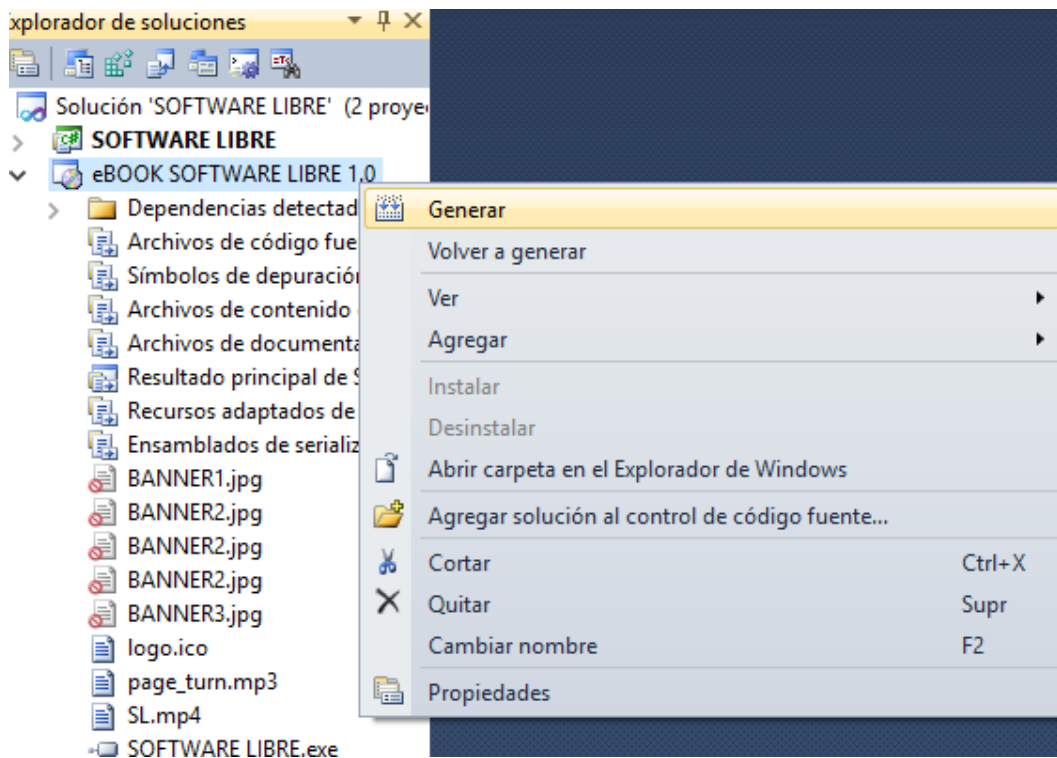 xplorador de soluciones
Solución 'SOFTWARE LIBRE' (2 proye
SOFTWARE LIBRE
eBOOK SOFTWARE LIBRE 1.0
Dependencias detectad
Archivos de código fue
Símbolos de depuración
Archivos de contenido
Archivos de documenta
Resultado principal de S
Recursos adaptados de
Ensamblados de serializ
BANNER1.jpg
BANNER2.jpg
BANNER2.jpg
BANNER2.jpg
BANNER3.jpg
logo.ico
page_turn.mp3
SL.mp4
SOFTWARE LIBRE.exe
Generar
Volver a generar
Ver
Agregar
Instalar
Desinstalar
Abrir carpeta en el Explorador de Windows
Agregar solución al control de código fuente...
Cortar Ctrl+X
Quitar Supr
Cambiar nombre F2
Propiedades